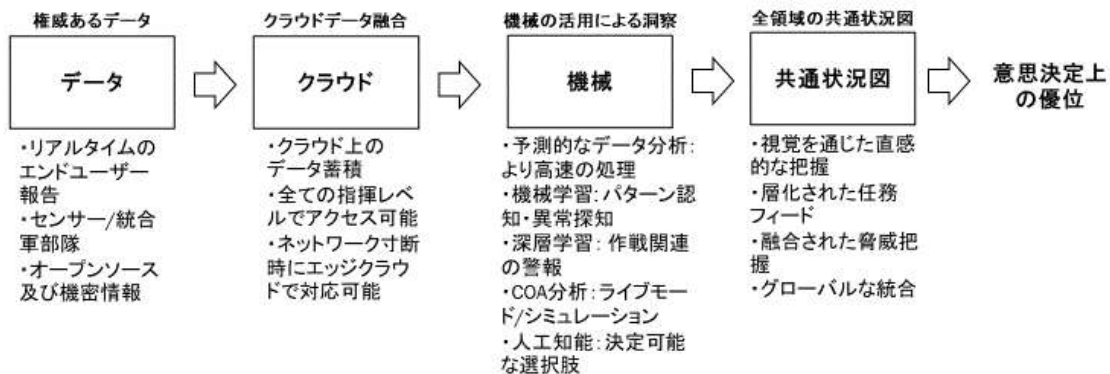 権威あるデータ
データ
・リアルタイムの
エンドユーザー
報告
・センサー/統合
軍部隊
・オープンソース
及び機密情報
クラウドデータ融合
クラウド
・クラウド上の
データ蓄積
・全ての指揮レベ
ルでアクセス可能
・ネットワーク寸断
時にエッジクラウ
ドで対応可能
機械の活用による洞察
機械
・予測的なデータ分析:
より高速の処理
・機械学習:パターン認
知・異常探知
・深層学習:作戦関連
の警報
・COA分析:ライブモー
ド/シミュレーション
・人工知能:決定可能
な選択肢
全領域の共通状況図
共通状況図
・視覚を通じた直感
的な把握
・層化された任務
フィード
・融合された脅威把
握
・グローバルな統合
意思決定上
の優位